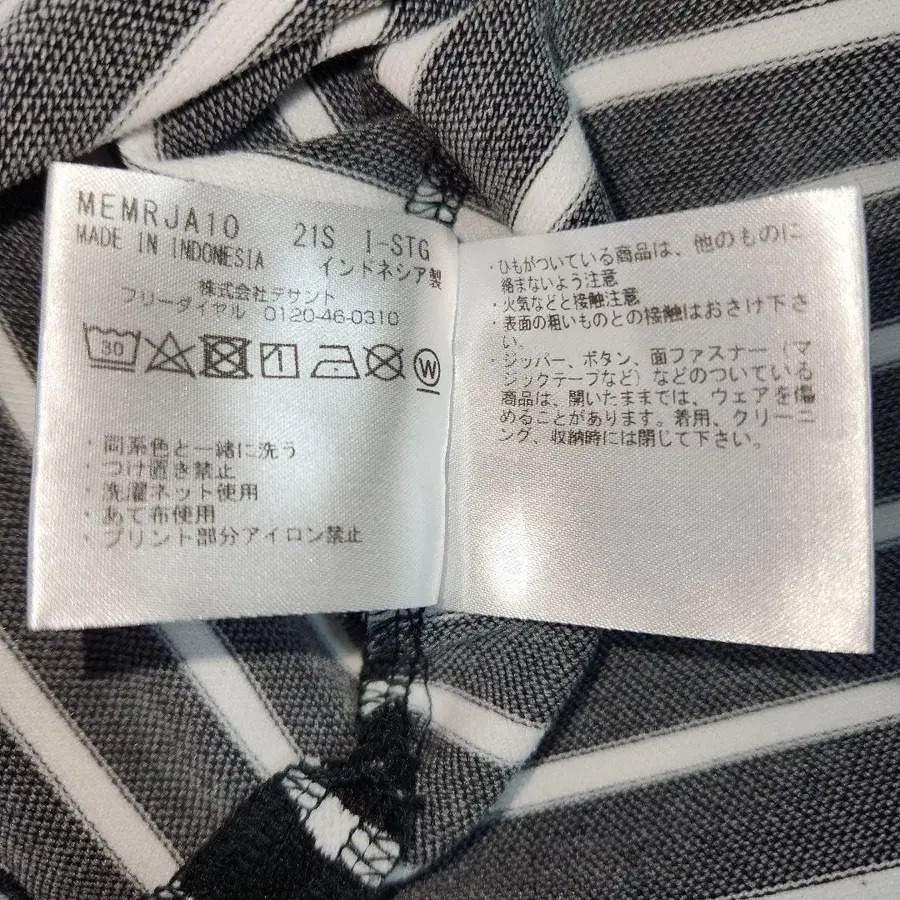 MEMRJA10 21S I-STG
MADE IN INDONESIA インドネシア製
株式会社デサント
フリーダイヤル 0120-46-0310
30
W
・同系色と一緒に洗う
・つけ置き禁止
・洗濯ネット使用
・あて布使用
・プリント部分アイロン禁止
・ひもがついている商品は、他のものに
絡まないよう注意
・火気などと接触注意
・表面の粗いものとの接触はおさけ下さ
い。
・ジッパー、ボタン、面ファスナー（マ
ジックテープなど）などのついている
商品は、開いたままでは、ウェアを傷
めることがあります。着用、クリーニ
ング、収納時には閉じて下さい。